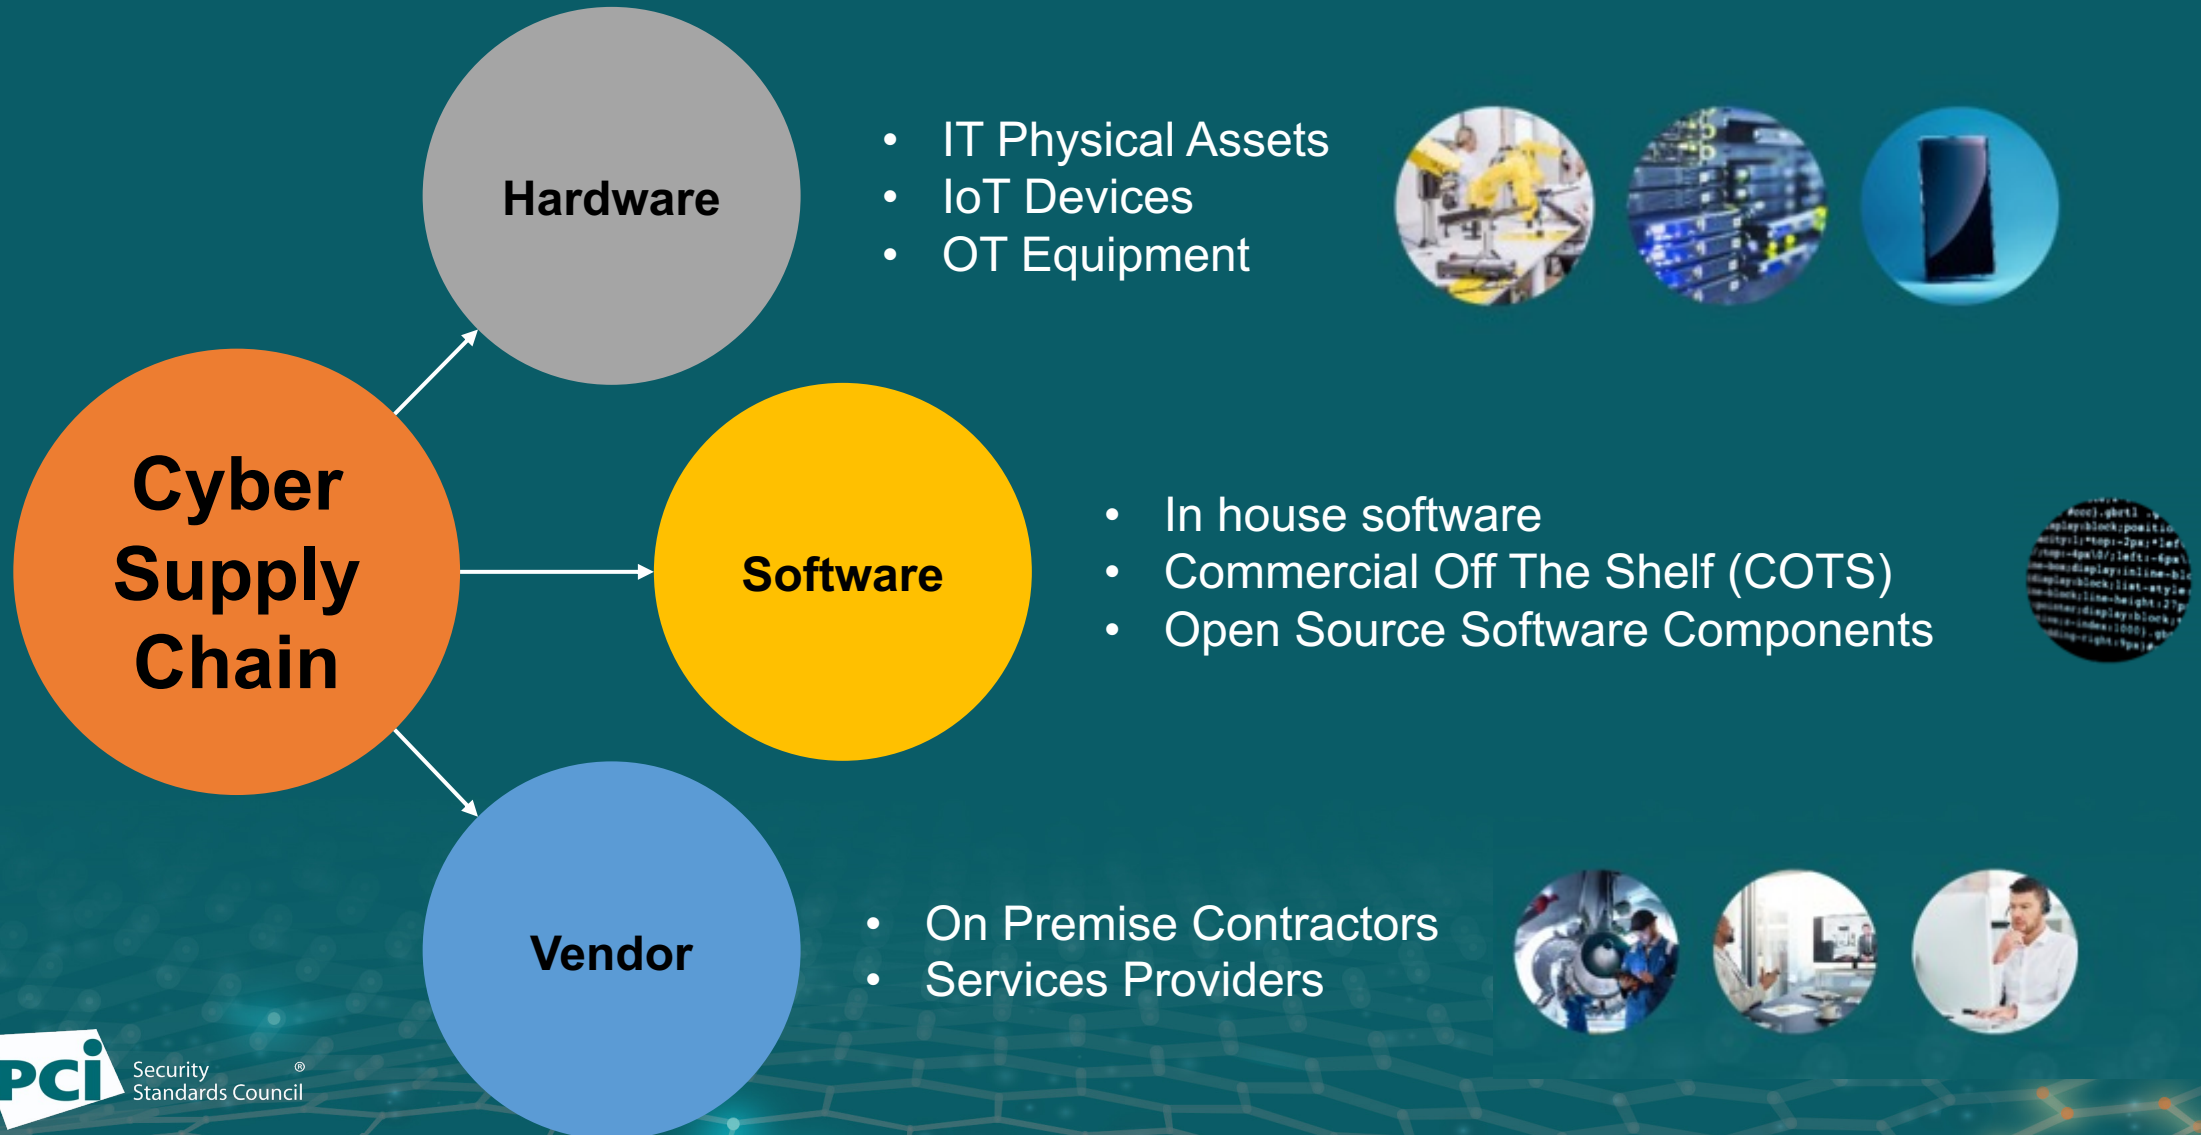 Hardware
• IT Physical Assets
• IoT Devices
• OT Equipment
Cyber
Supply
Chain
Software
• In house software
• Commercial Off The Shelf (COTS)
• Open Source Software Components
Vendor
• On Premise Contractors
• Services Providers
PCi
Security ®
Standards Council